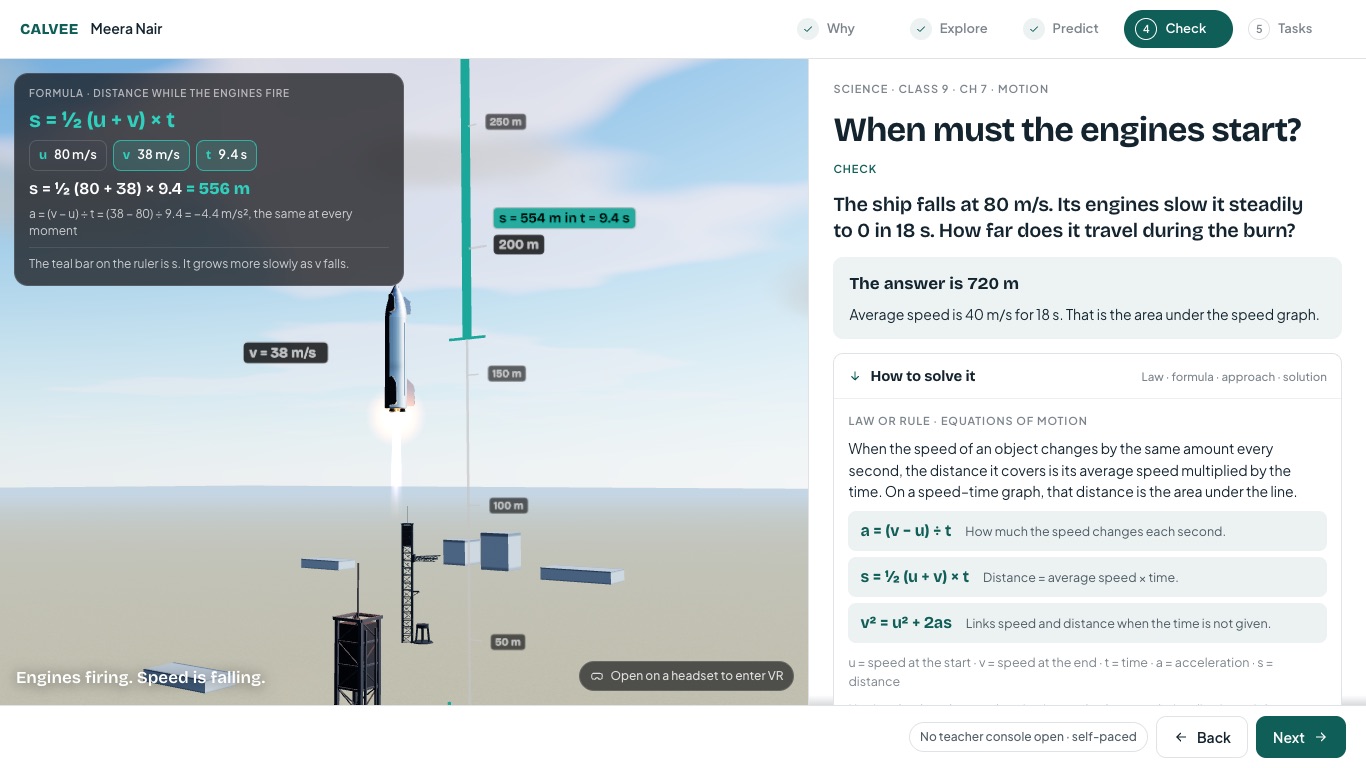 CALVEE Meera Nair
Why
Explore
Predict
4 Check
5 Tasks
FORMULA · DISTANCE WHILE THE ENGINES FIRE
s = ½ (u + v) × t
u 80 m/s
v 38 m/s
t 9.4 s
s = ½ (80 + 38) × 9.4 = 556 m
a = (v − u) ÷ t = (38 − 80) ÷ 9.4 = −4.4 m/s², the same at every
moment
The teal bar on the ruler is s. It grows more slowly as v falls.
250 m
s = 554 m in t = 9.4 s
200 m
v = 38 m/s
150 m
100 m
50 m
Engines firing. Speed is falling.
Open on a headset to enter VR
SCIENCE · CLASS 9 · CH 7 · MOTION
When must the engines start?
CHECK
The ship falls at 80 m/s. Its engines slow it steadily
to 0 in 18 s. How far does it travel during the burn?
The answer is 720 m
Average speed is 40 m/s for 18 s. That is the area under the speed graph.
↓ How to solve it
Law · formula · approach · solution
LAW OR RULE · EQUATIONS OF MOTION
When the speed of an object changes by the same amount every
second, the distance it covers is its average speed multiplied by the
time. On a speed–time graph, that distance is the area under the line.
a = (v − u) ÷ t How much the speed changes each second.
s = ½ (u + v) × t Distance = average speed × time.
v² = u² + 2as Links speed and distance when the time is not given.
u = speed at the start · v = speed at the end · t = time · a = acceleration · s =
distance
No teacher console open · self-paced
← Back
Next →